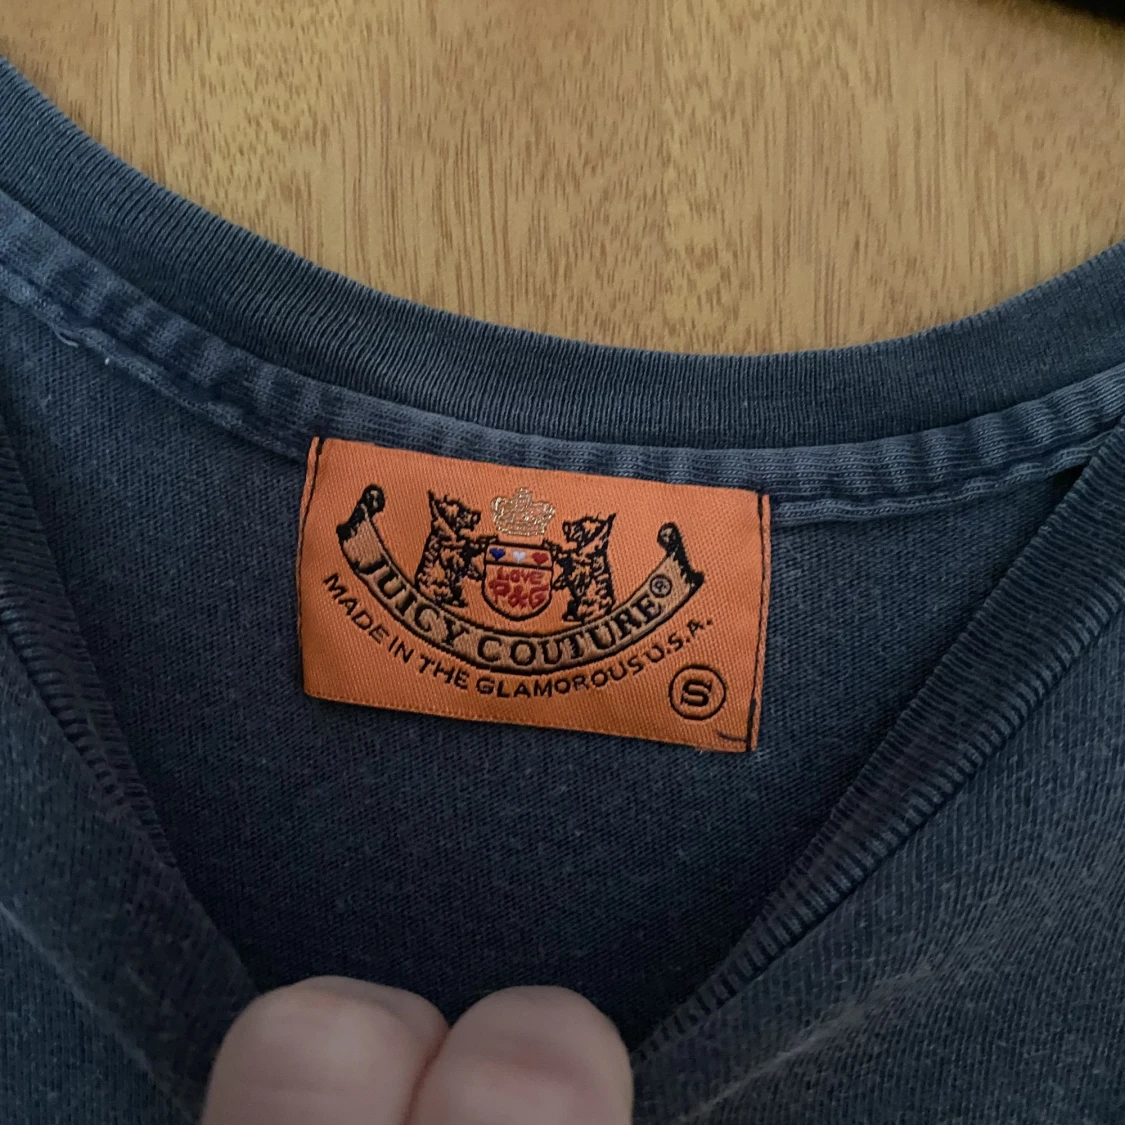 Love
P&G
JUICY COUTURE®
MADE IN THE GLAMOROUS U.S.A.
S